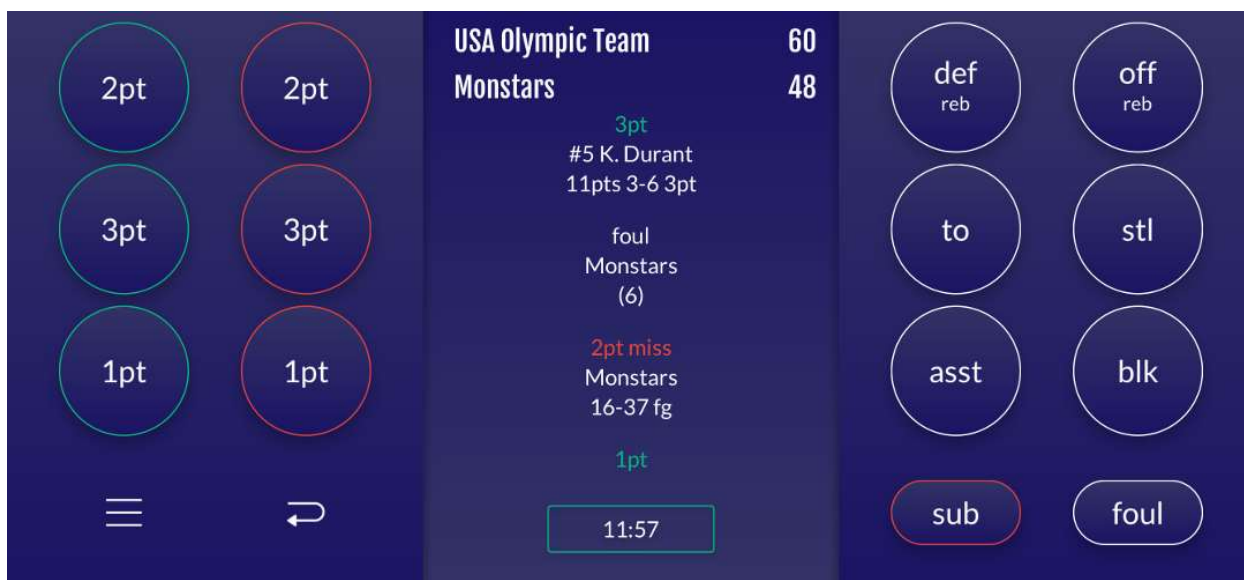 2pt
2pt
3pt
3pt
1pt
1pt
USA Olympic Team 60
Monstars 48
3pt
#5 K. Durant
11pts 3-6 3pt
foul
Monstars
(6)
2pt miss
Monstars
16-37 fg
1pt
11:57
def
reb
off
reb
to
stl
asst
blk
sub
foul